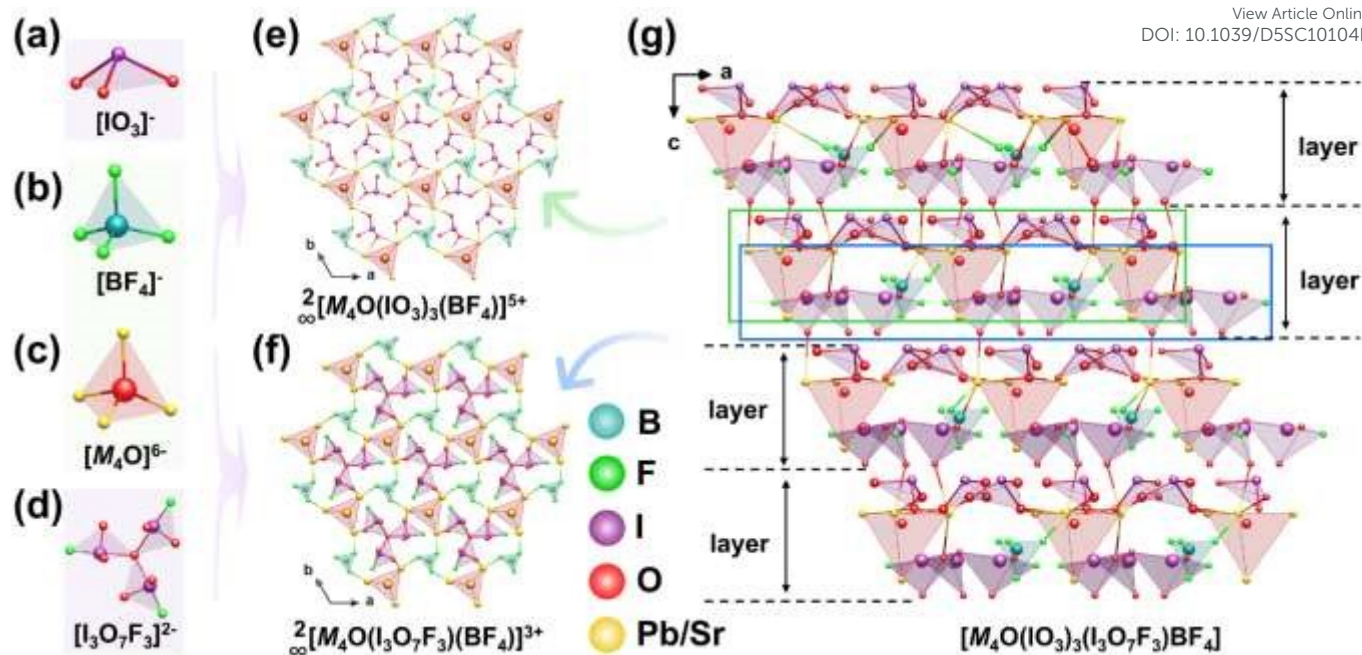 View Article Onlin
DOI: 10.1039/D5SC10104
(a)
[IO₃]⁻
(b)
[BF₄]⁻
(c)
[M₄O]⁶⁻
(d)
[I₃O₇F₃]²⁻
(e)
b
a
²∞[M₄O(IO₃)₃(BF₄)]⁵⁺
(f)
b
a
²∞[M₄O(I₃O₇F₃)(BF₄)]³⁺
B
F
I
O
Pb/Sr
(g)
a
c
layer
layer
layer
layer
[M₄O(IO₃)₃(I₃O₇F₃)BF₄]